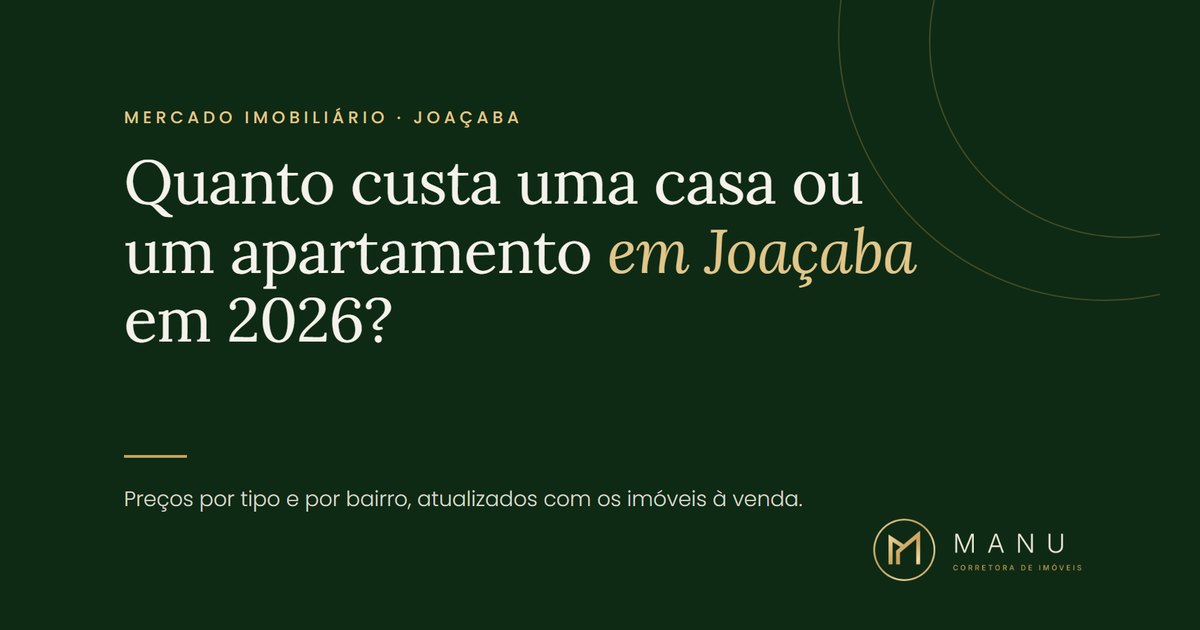 MERCADO IMOBILIÁRIO · JOAÇABA
Quanto custa uma casa ou
um apartamento em Joaçaba
em 2026?
Preços por tipo e por bairro, atualizados com os imóveis à venda.
MANU
CORRETORA DE IMÓVEIS